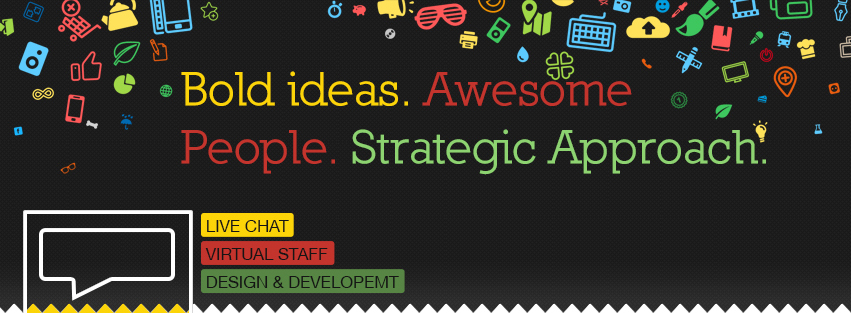 Bold ideas. Awesome
People. Strategic Approach.
LIVE CHAT
VIRTUAL STAFF
DESIGN & DEVELOPEMT